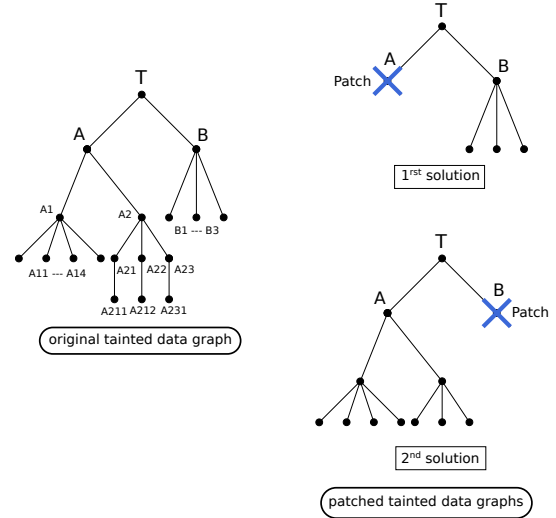 T
A
B
A1
A2
B1 --- B3
A11 --- A14
A21
A22
A23
A211
A212
A231
original tainted data graph
T
A
B
Patch
1rst solution
T
A
B
Patch
2nd solution
patched tainted data graphs